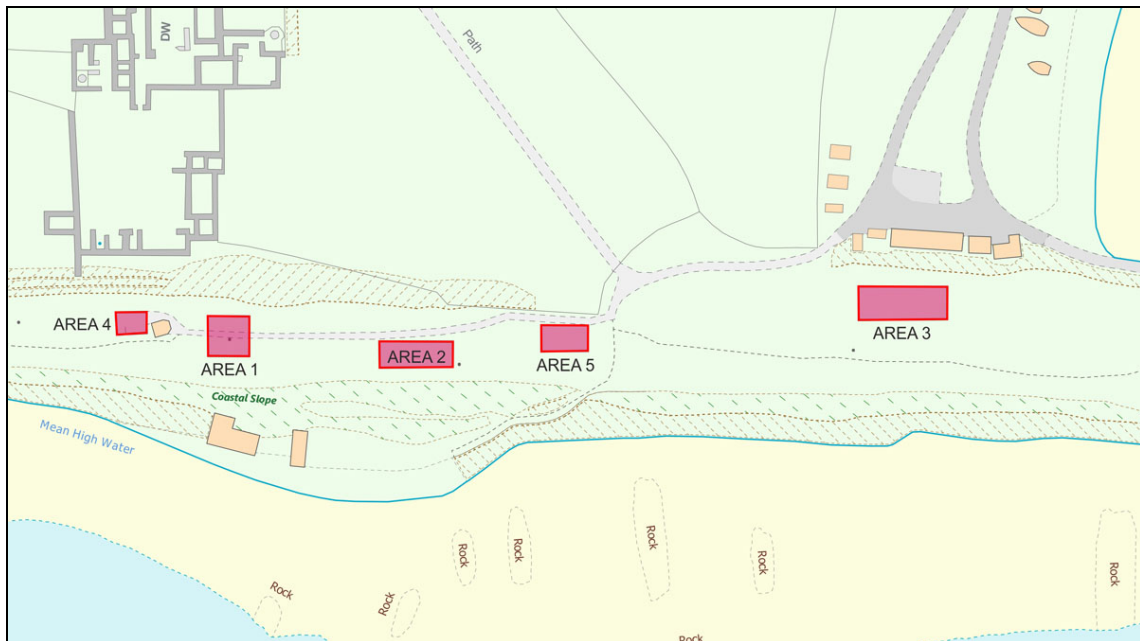 DW
Path
AREA 4
AREA 1
AREA 2
AREA 5
AREA 3
Coastal Slope
Mean High Water
Rock
Rock
Rock
Rock
Rock
Rock
Rock
Rock